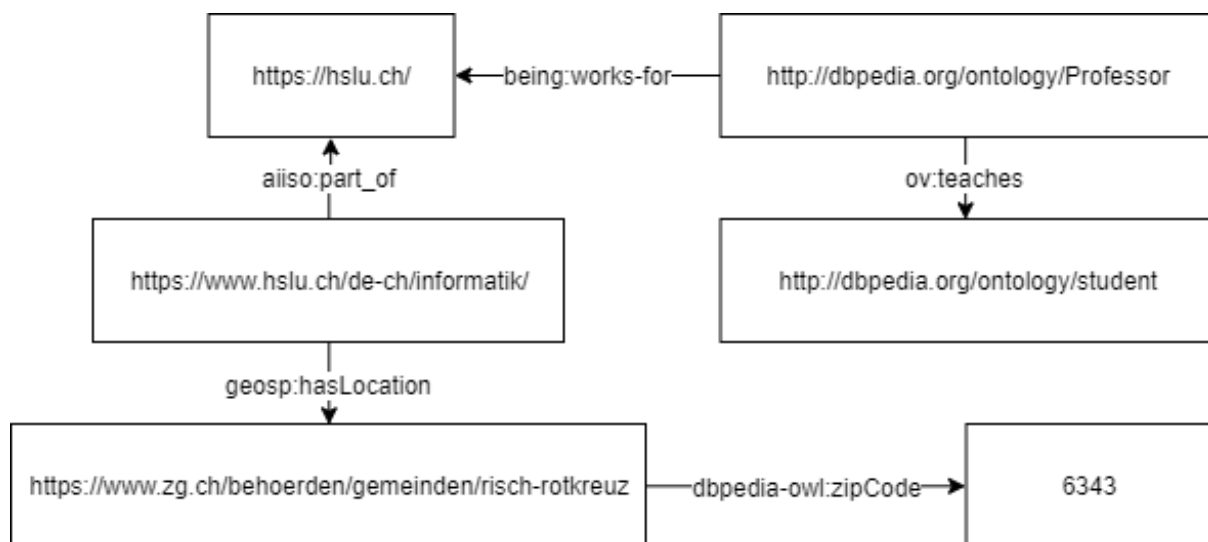 https://hslu.ch/
being:works-for
http://dbpedia.org/ontology/Professor
aiiso:part_of
ov:teaches
https://www.hslu.ch/de-ch/informatik/
http://dbpedia.org/ontology/student
geosp:hasLocation
https://www.zg.ch/behoerden/gemeinden/risch-rotkreuz
dbpedia-owl:zipCode
6343